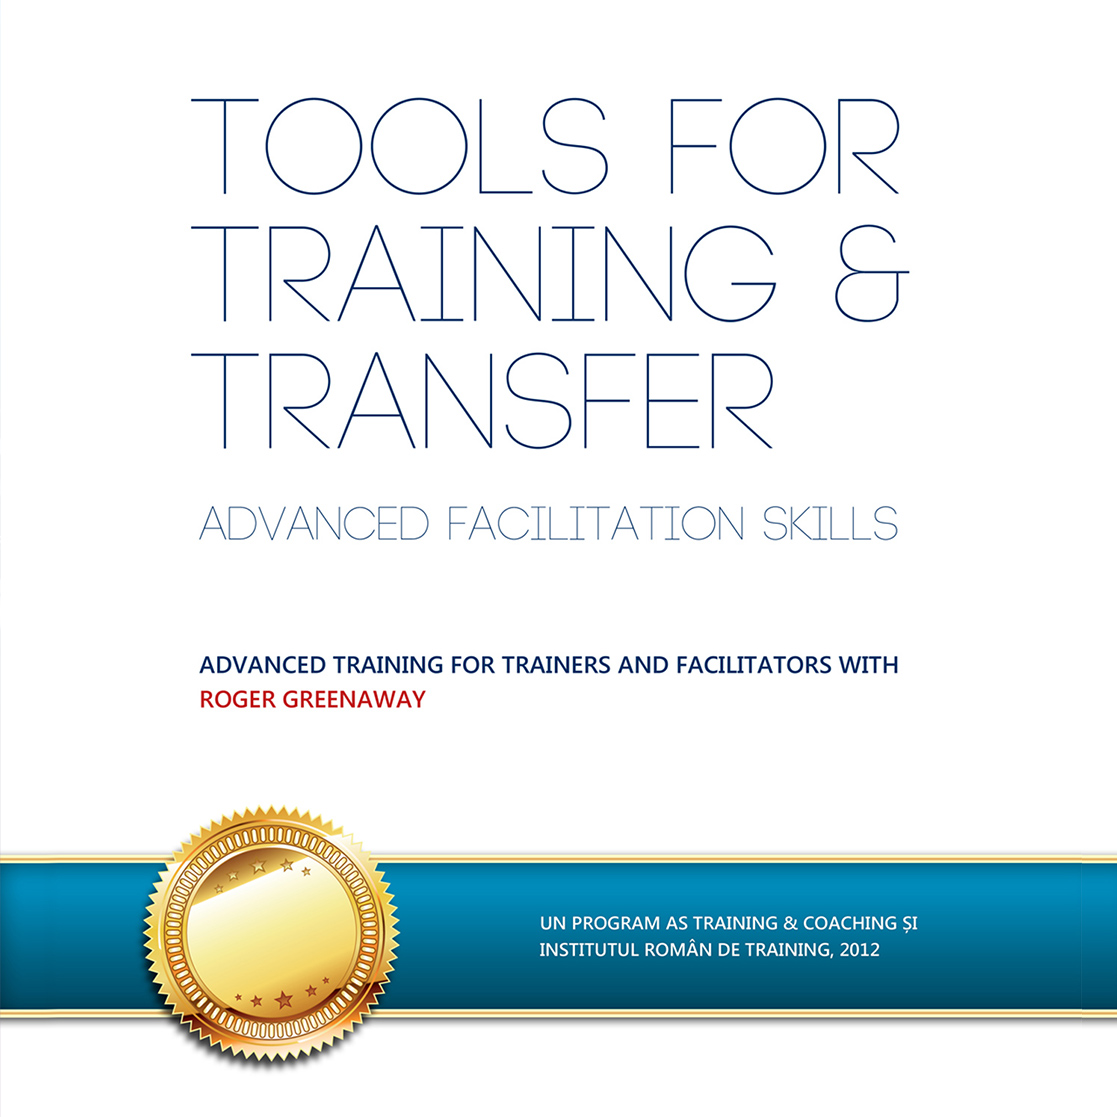 TOOLS FOR
TRAINING &
TRANSFER
ADVANCED FACILITATION SKILLS
ADVANCED TRAINING FOR TRAINERS AND FACILITATORS WITH
ROGER GREENAWAY
UN PROGRAM AS TRAINING & COACHING ȘI
INSTITUTUL ROMÂN DE TRAINING, 2012